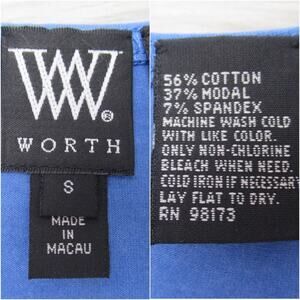 W
®
WORTH
S
MADE
IN
MACAU
56% COTTON
37% MODAL
7% SPANDEX
MACHINE WASH COLD
WITH LIKE COLOR.
ONLY NON-CHLORINE
BLEACH WHEN NEED.
COLD IRON IF NECESSARY
LAY FLAT TO DRY.
RN 98173